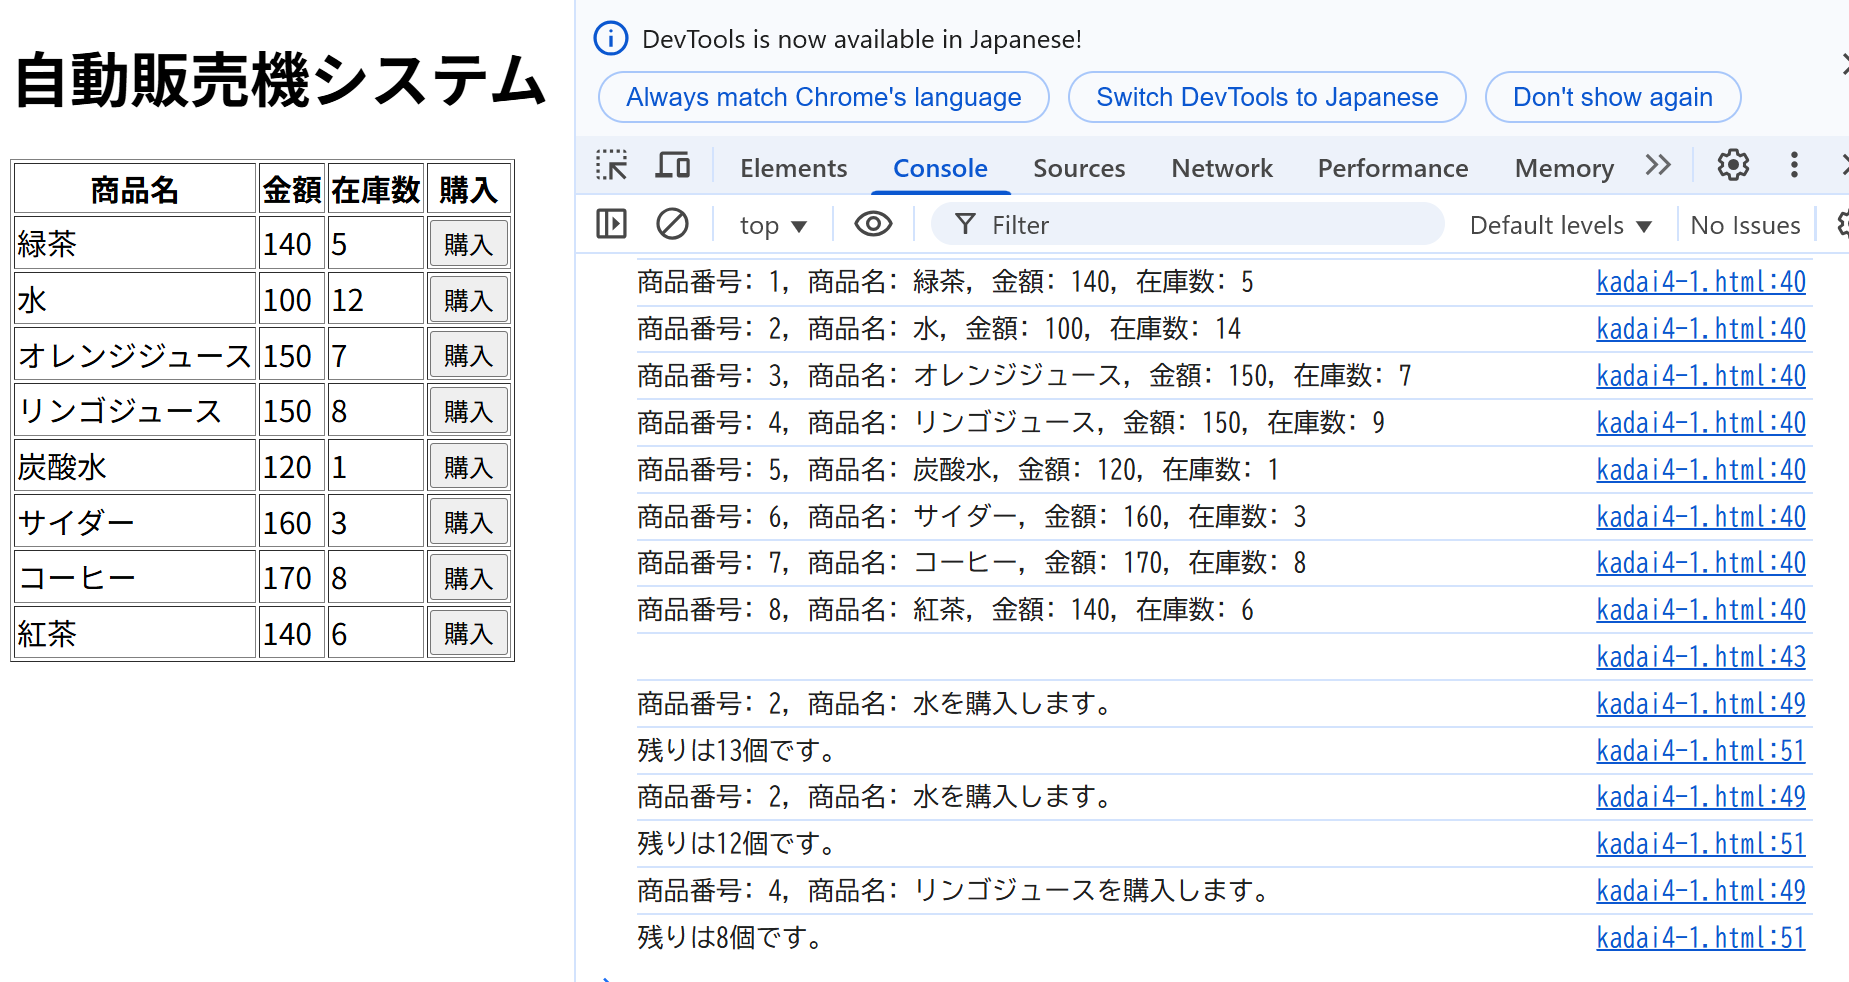 自動販売機システム
商品名 金額 在庫数 購入
緑茶 140 5 購入
水 100 12 購入
オレンジジュース 150 7 購入
リンゴジュース 150 8 購入
炭酸水 120 1 購入
サイダー 160 3 購入
コーヒー 170 8 購入
紅茶 140 6 購入
DevTools is now available in Japanese!
Always match Chrome's language Switch DevTools to Japanese Don't show again
Elements Console Sources Network Performance Memory
top Filter Default levels No Issues
商品番号: 1, 商品名: 緑茶, 金額: 140, 在庫数: 5 kadai4-1.html:40
商品番号: 2, 商品名: 水, 金額: 100, 在庫数: 14 kadai4-1.html:40
商品番号: 3, 商品名: オレンジジュース, 金額: 150, 在庫数: 7 kadai4-1.html:40
商品番号: 4, 商品名: リンゴジュース, 金額: 150, 在庫数: 9 kadai4-1.html:40
商品番号: 5, 商品名: 炭酸水, 金額: 120, 在庫数: 1 kadai4-1.html:40
商品番号: 6, 商品名: サイダー, 金額: 160, 在庫数: 3 kadai4-1.html:40
商品番号: 7, 商品名: コーヒー, 金額: 170, 在庫数: 8 kadai4-1.html:40
商品番号: 8, 商品名: 紅茶, 金額: 140, 在庫数: 6 kadai4-1.html:40
kadai4-1.html:43
商品番号: 2, 商品名: 水を購入します。 kadai4-1.html:49
残りは13個です。 kadai4-1.html:51
商品番号: 2, 商品名: 水を購入します。 kadai4-1.html:49
残りは12個です。 kadai4-1.html:51
商品番号: 4, 商品名: リンゴジュースを購入します。 kadai4-1.html:49
残りは8個です。 kadai4-1.html:51